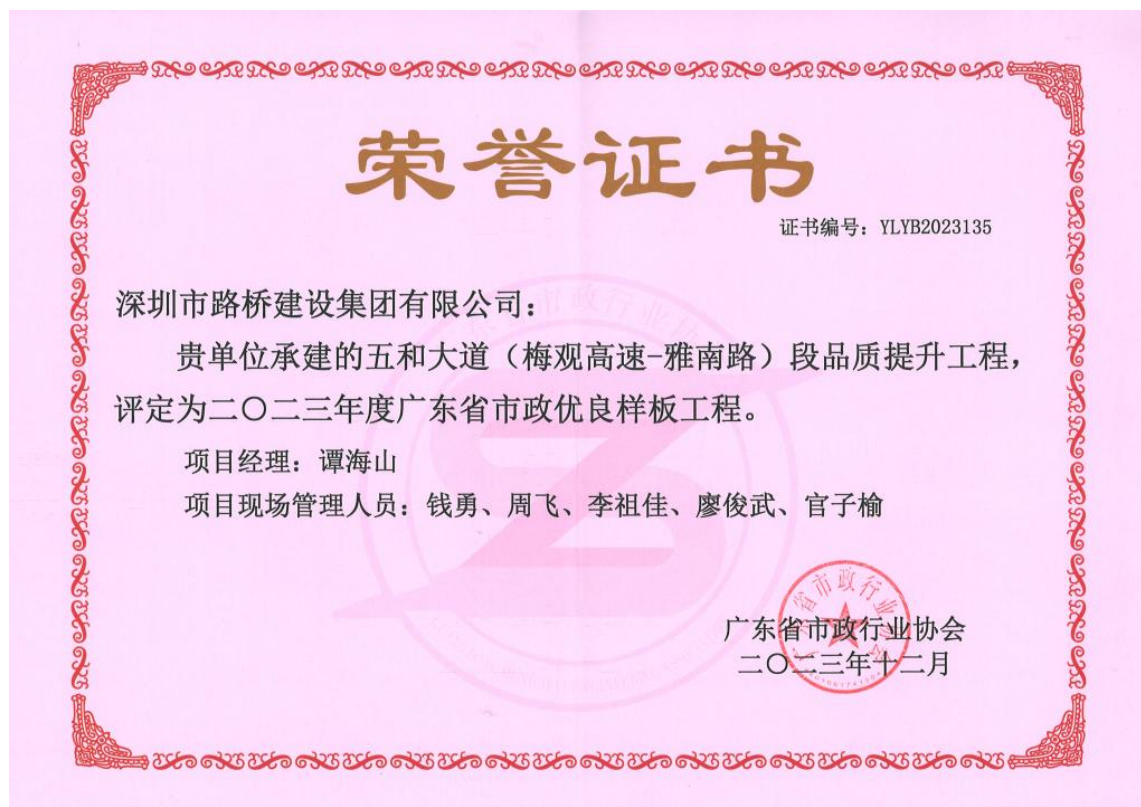 荣誉证书
证书编号：YLYB2023135
深圳市路桥建设集团有限公司：
贵单位承建的五和大道（梅观高速-雅南路）段品质提升工程，
评定为二〇二三年度广东省市政优良样板工程。
项目经理：谭海山
项目现场管理人员：钱勇、周飞、李祖佳、廖俊武、官子榆
广东省市政行业协会
二〇二三年十二月